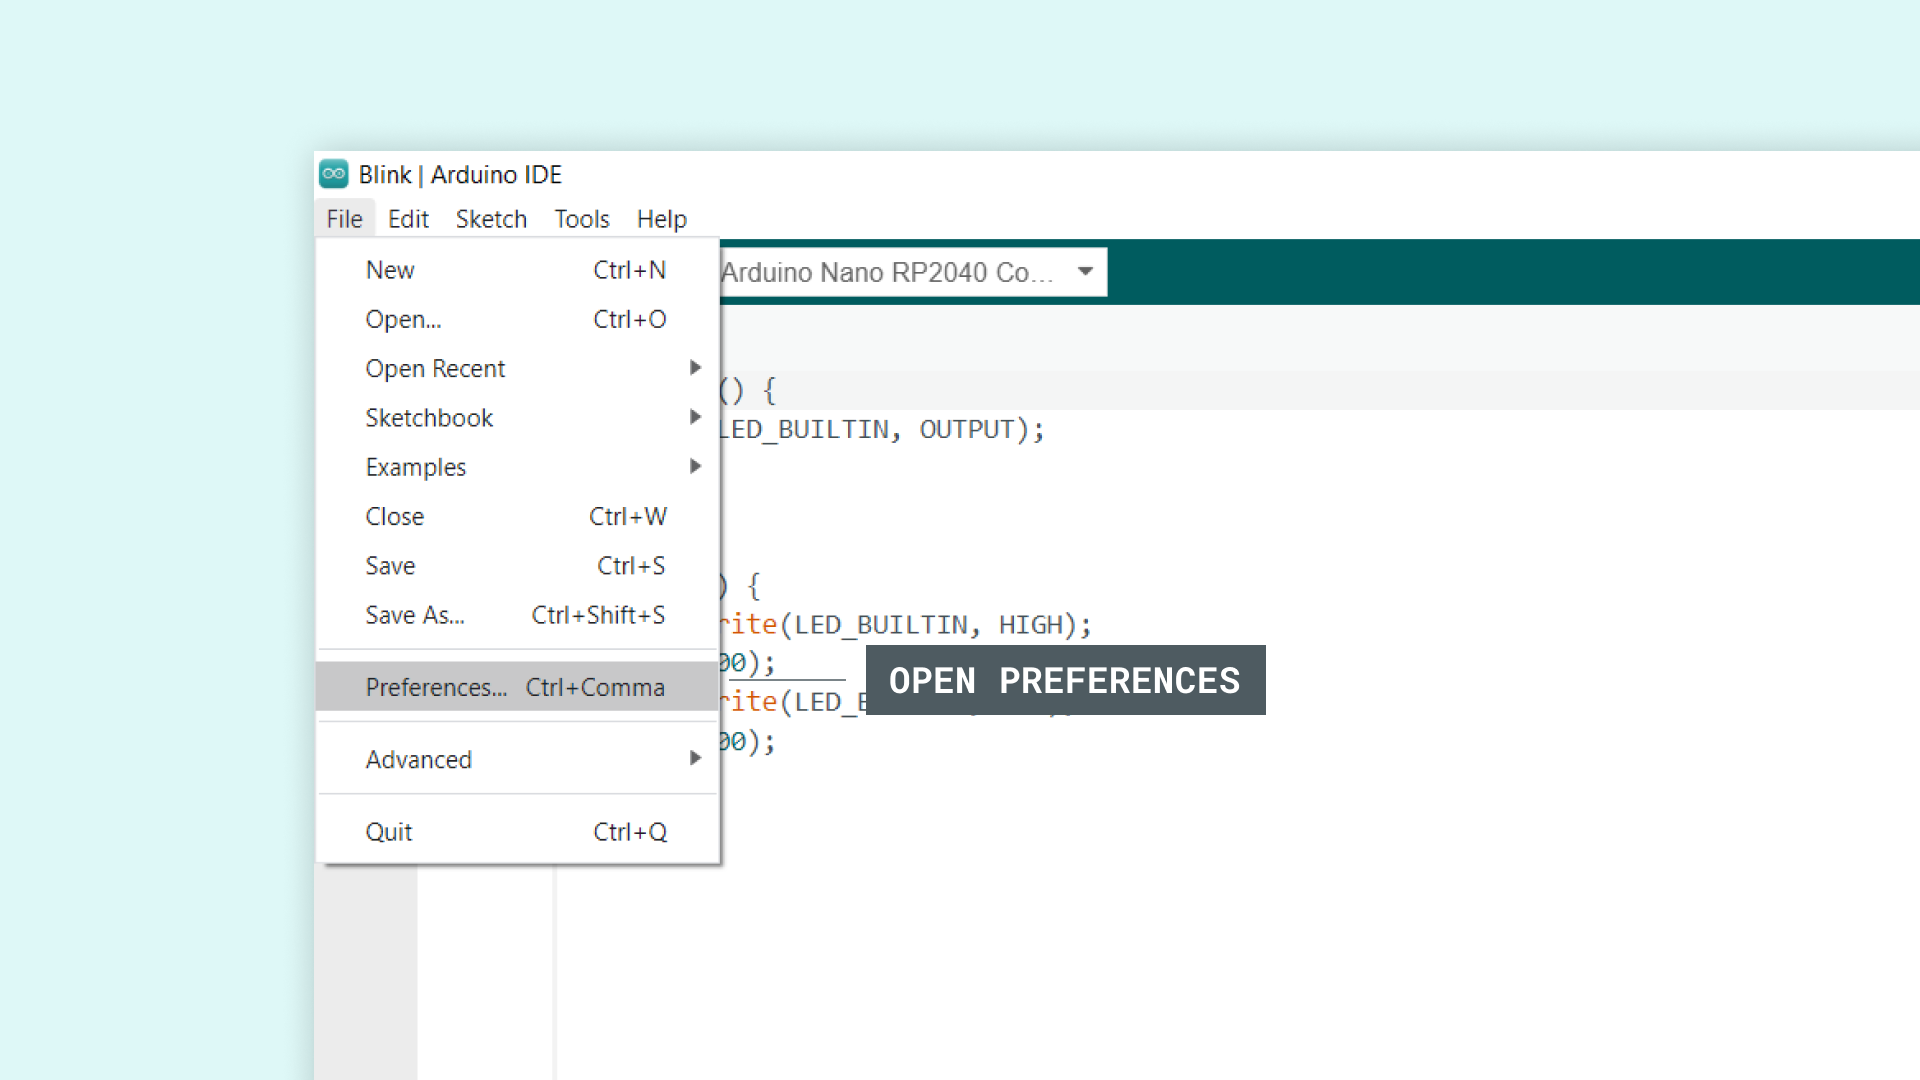 Blink | Arduino IDE
File Edit Sketch Tools Help
New Ctrl+N
Open... Ctrl+O
Open Recent
Sketchbook
Examples
Close Ctrl+W
Save Ctrl+S
Save As... Ctrl+Shift+S
Preferences... Ctrl+Comma
Advanced
Quit Ctrl+Q
Arduino Nano RP2040 Co...
() {
LED_BUILTIN, OUTPUT);
) {
rite(LED_BUILTIN, HIGH);
00);
rite(LED_
00);
OPEN PREFERENCES